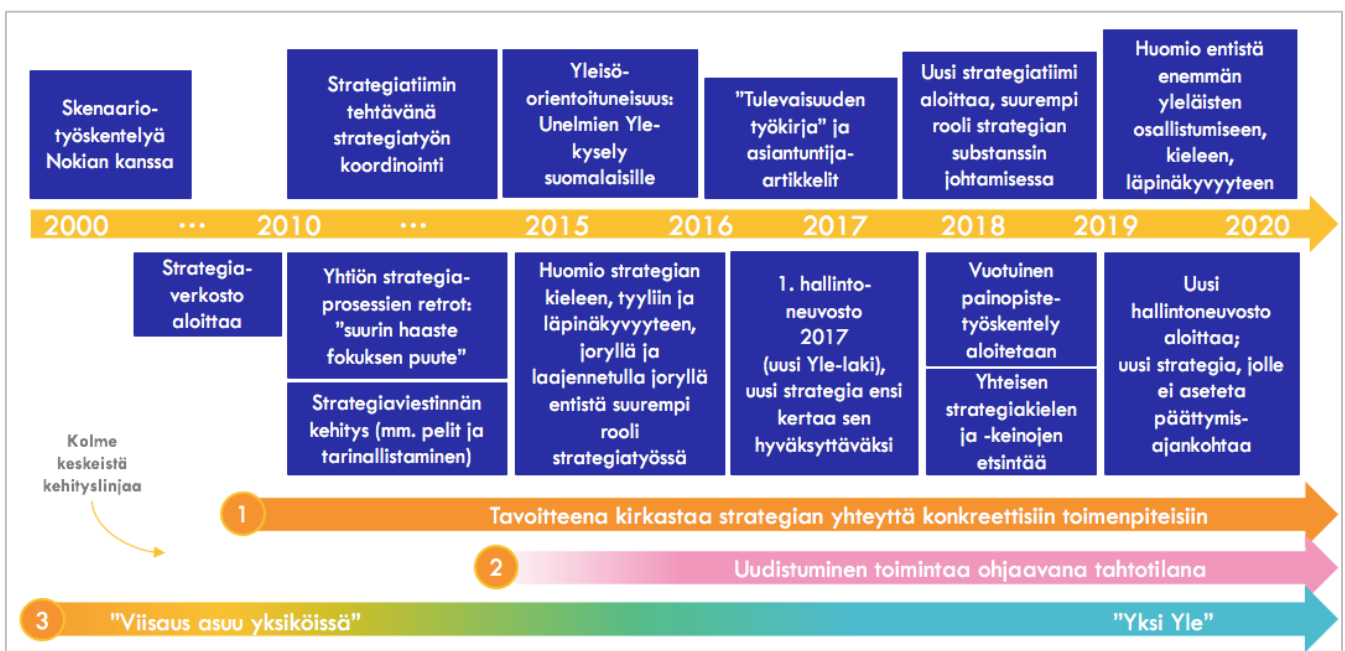 Skenaario-
työskentelyä
Nokian kanssa
Strategiatiimin
tehtävänä
strategiatyön
koordinointi
Yleisö-
orientoituneisuus:
Unelmien Yle-
kysely
suomalaisille
”Tulevaisuuden
työkirja” ja
asiantuntija-
artikkelit
Uusi strategiatiimi
aloittaa, suurempi
rooli strategian
substanssin
johtamisessa
Huomio entistä
enemmän
yleläisten
osallistumiseen,
kieleen,
läpinäkyvyyteen
2000 ... 2010 ... 2015 2016 2017 2018 2019 2020
Strategia-
verkosto
aloittaa
Yhtiön strategia-
prosessien retrot:
”suurin haaste
fokuksen puute”
Strategiaviestinnän
kehitys (mm. pelit ja
tarinallistaminen)
Huomio strategian
kieleen, tyyliin ja
läpinäkyvyyteen,
joryllä ja
laajennetulla joryllä
entistä suurempi
rooli
strategiatyössä
1. hallinto-
neuvosto
2017
(uusi Yle-laki),
uusi strategia ensi
kertaa sen
hyväksyttäväksi
Vuotuinen
painopiste-
työskentely
aloitetaan
Yhteisen
strategiakielen
ja -keinojen
etsintää
Uusi
hallintoneuvosto
aloittaa;
uusi strategia, jolle
ei aseteta
päättymis-
ajankohtaa
Kolme
keskeistä
kehityslinjaa
1 Tavoitteena kirkastaa strategian yhteyttä konkreettisiin toimenpiteisiin
2 Uudistuminen toimintaa ohjaavana tahtotilana
3 ”Viisaus asuu yksiköissä” ”Yksi Yle”